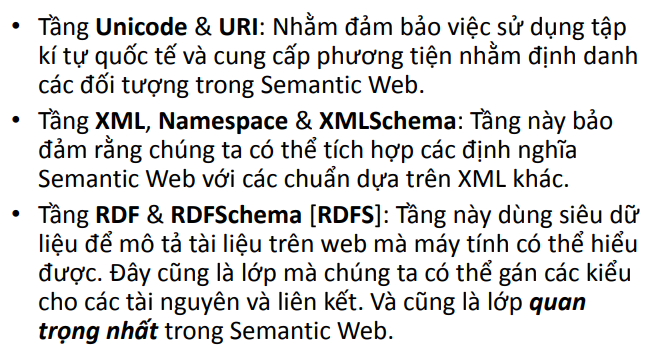 • Tầng Unicode & URI: Nhằm đảm bảo việc sử dụng tập
kí tự quốc tế và cung cấp phương tiện nhằm định danh
các đối tượng trong Semantic Web.
• Tầng XML, Namespace & XMLSchema: Tầng này bảo
đảm rằng chúng ta có thể tích hợp các định nghĩa
Semantic Web với các chuẩn dựa trên XML khác.
• Tầng RDF & RDFSchema [RDFS]: Tầng này dùng siêu dữ
liệu để mô tả tài liệu trên web mà máy tính có thể hiểu
được. Đây cũng là lớp mà chúng ta có thể gán các kiểu
cho các tài nguyên và liên kết. Và cũng là lớp quan
trọng nhất trong Semantic Web.